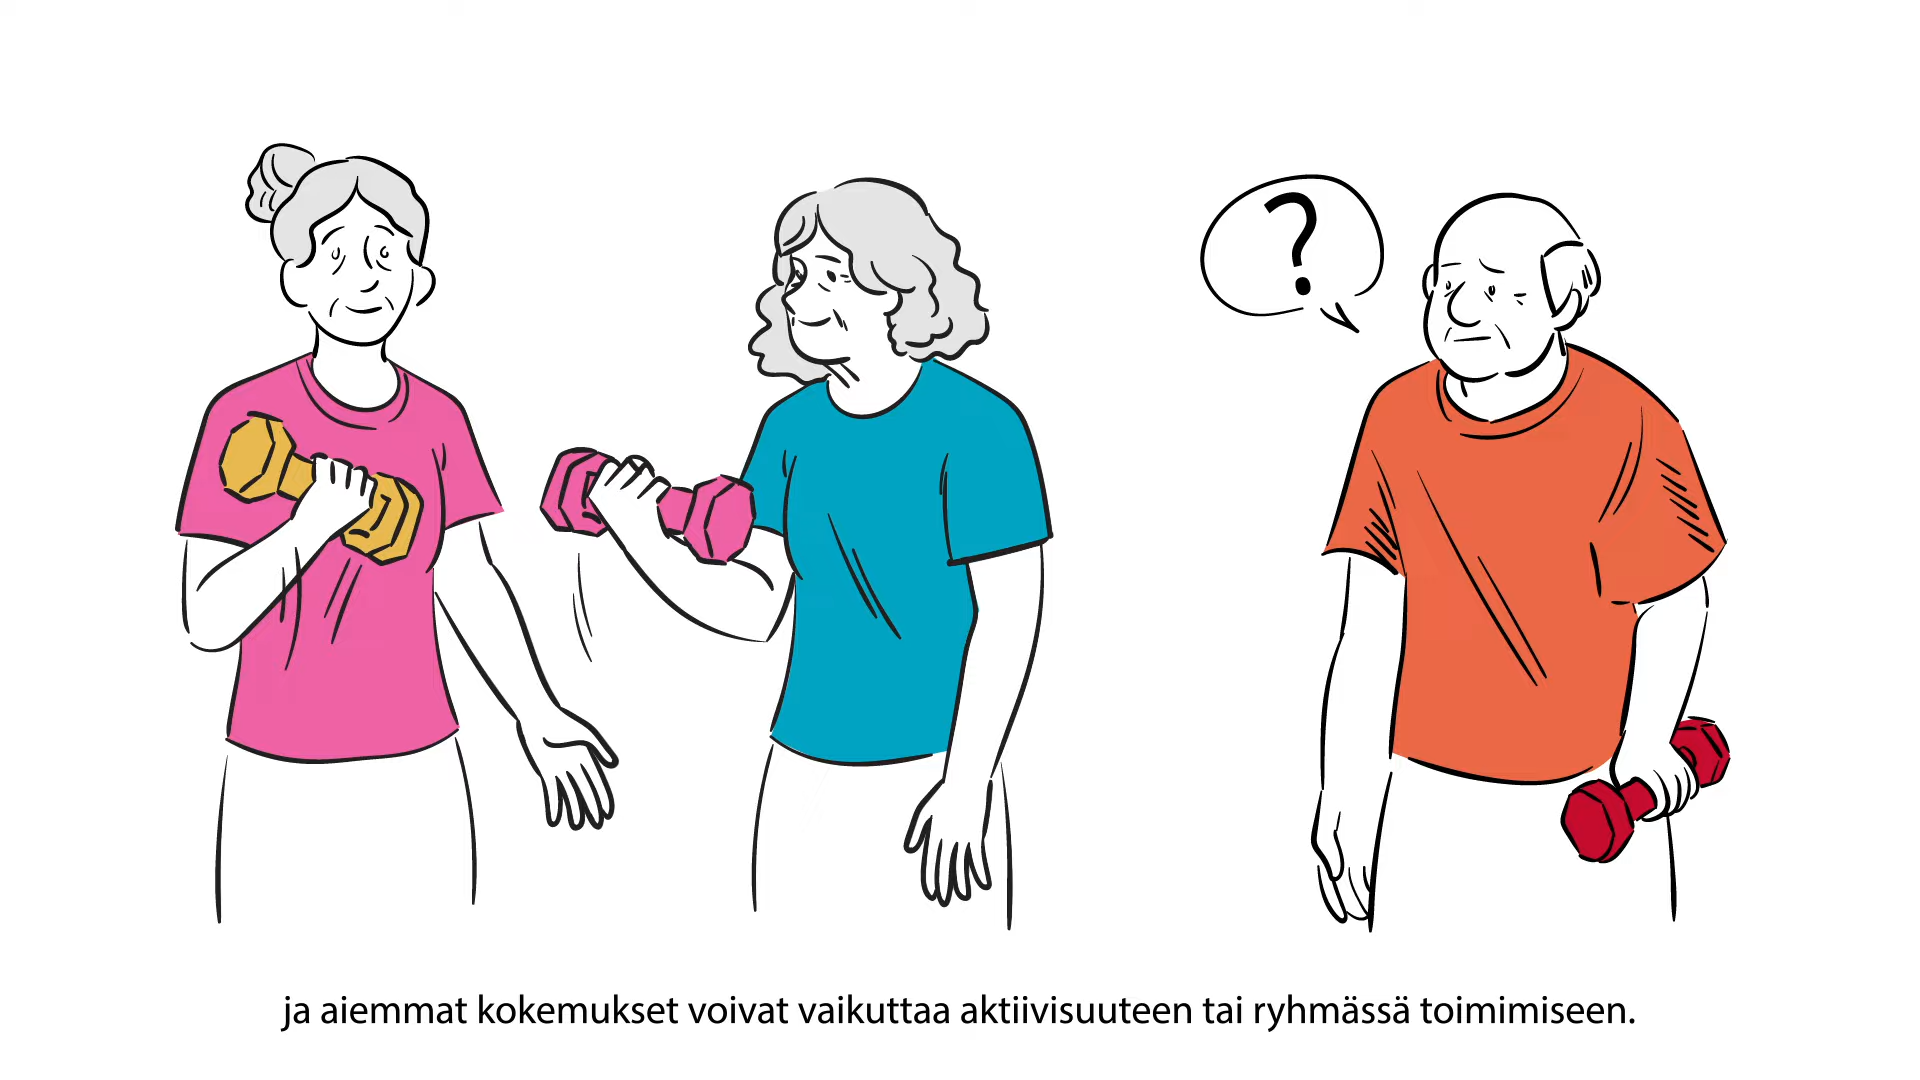 ?
ja aiemmat kokemukset voivat vaikuttaa aktiivisuuteen tai ryhmässä toimimiseen.